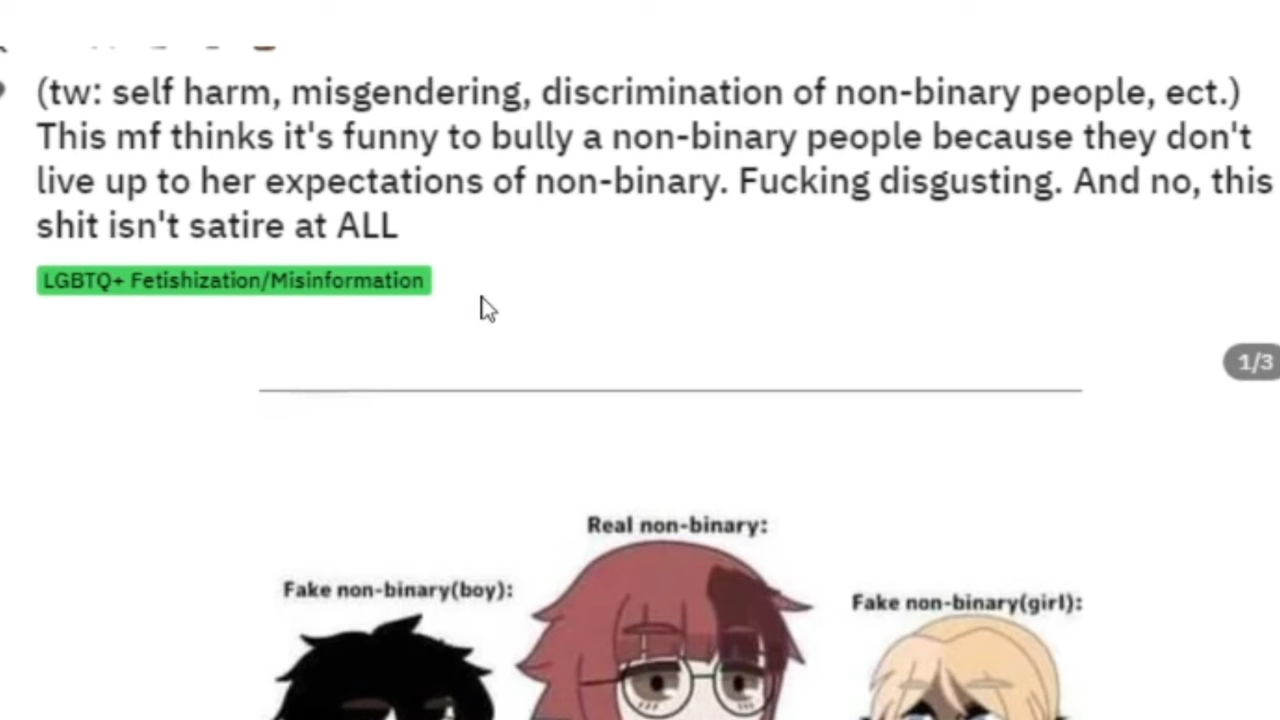 (tw: self harm, misgendering, discrimination of non-binary people, ect.)
This mf thinks it's funny to bully a non-binary people because they don't
live up to her expectations of non-binary. Fucking disgusting. And no, this
shit isn't satire at ALL
LGBTQ+ Fetishization/Misinformation
1/3
Real non-binary:
Fake non-binary(boy):
Fake non-binary(girl):